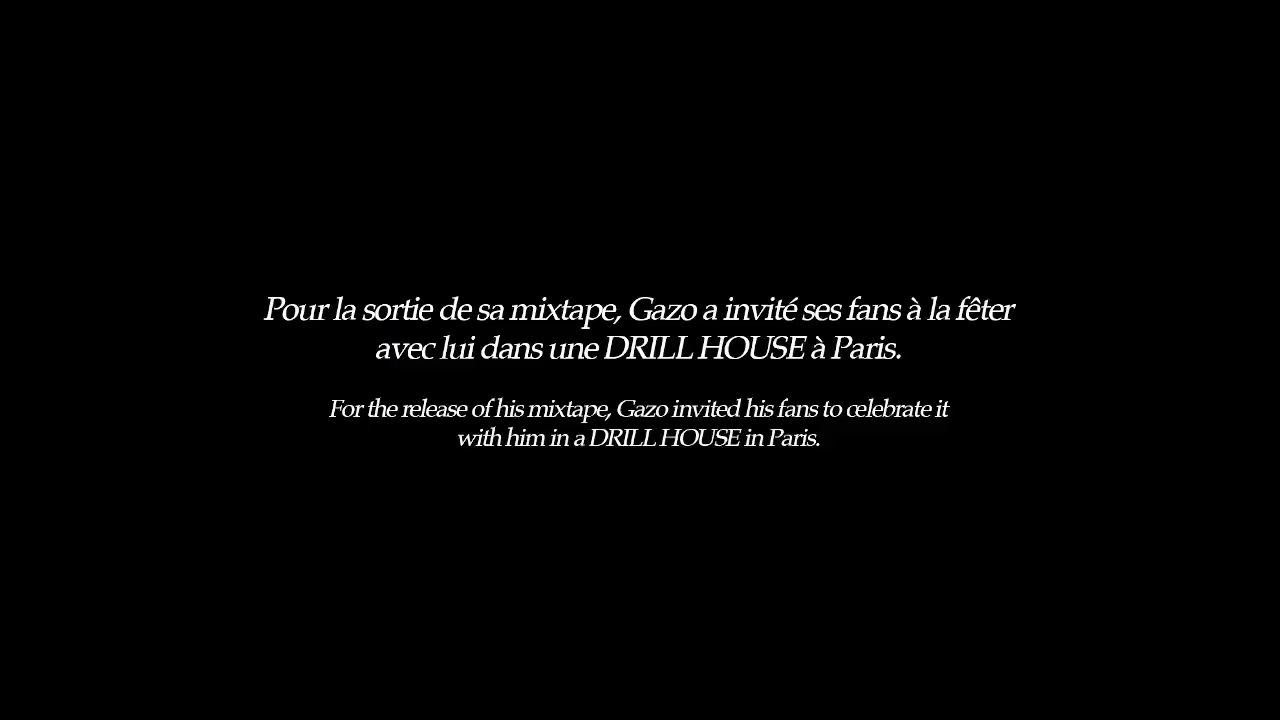 Pour la sortie de sa mixtape, Gazo a invité ses fans à la fêter
avec lui dans une DRILL HOUSE à Paris.
For the release of his mixtape, Gazo invited his fans to celebrate it
with him in a DRILL HOUSE in Paris.